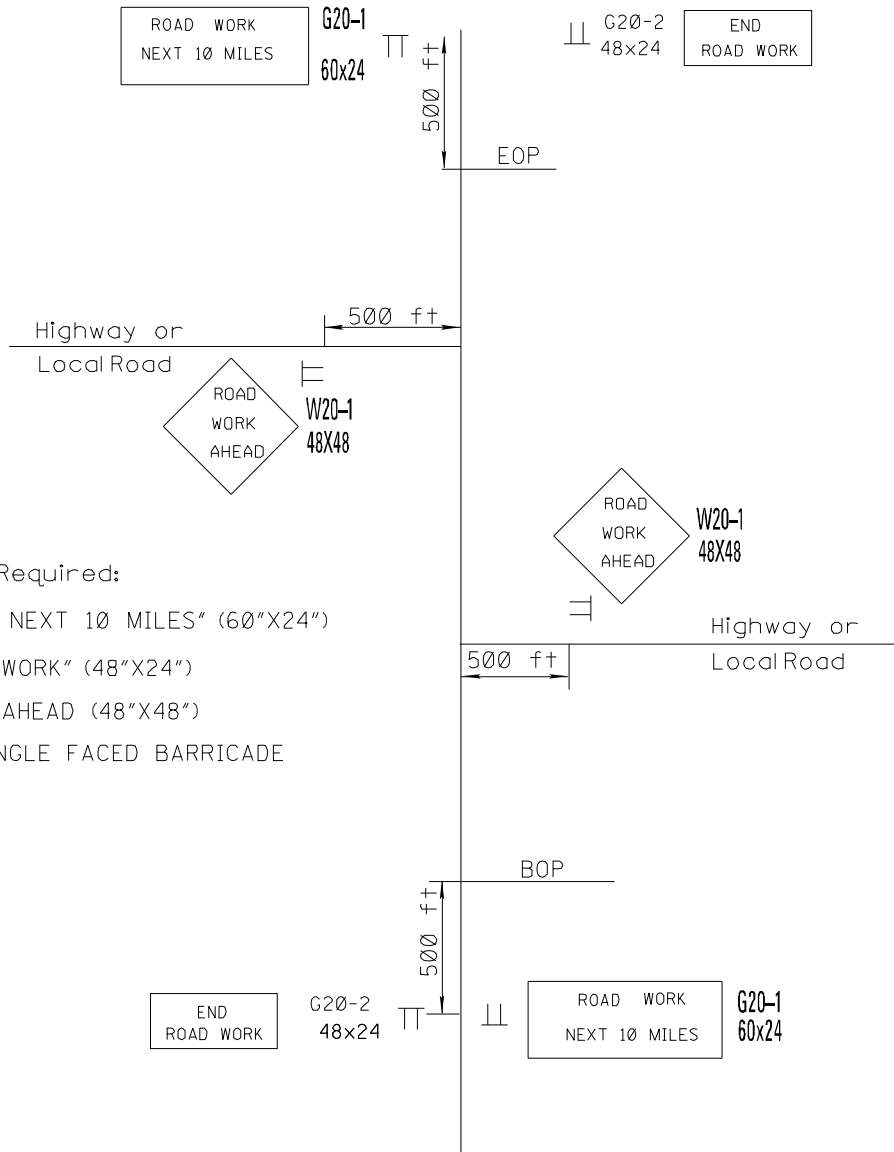 ROAD WORK
NEXT 10 MILES
G20-1
60x24
G20-2
48x24
END
ROAD WORK
500 ft
EOP
500 ft
Highway or
Local Road
ROAD
WORK
AHEAD
W20-1
48X48
ROAD
WORK
AHEAD
W20-1
48X48
Required:
NEXT 10 MILES" (60"X24")
WORK" (48"X24")
AHEAD (48"X48")
NGLE FACED BARRICADE
Highway or
Local Road
500 ft
BOP
500 ft
END
ROAD WORK
G20-2
48x24
ROAD WORK
NEXT 10 MILES
G20-1
60x24